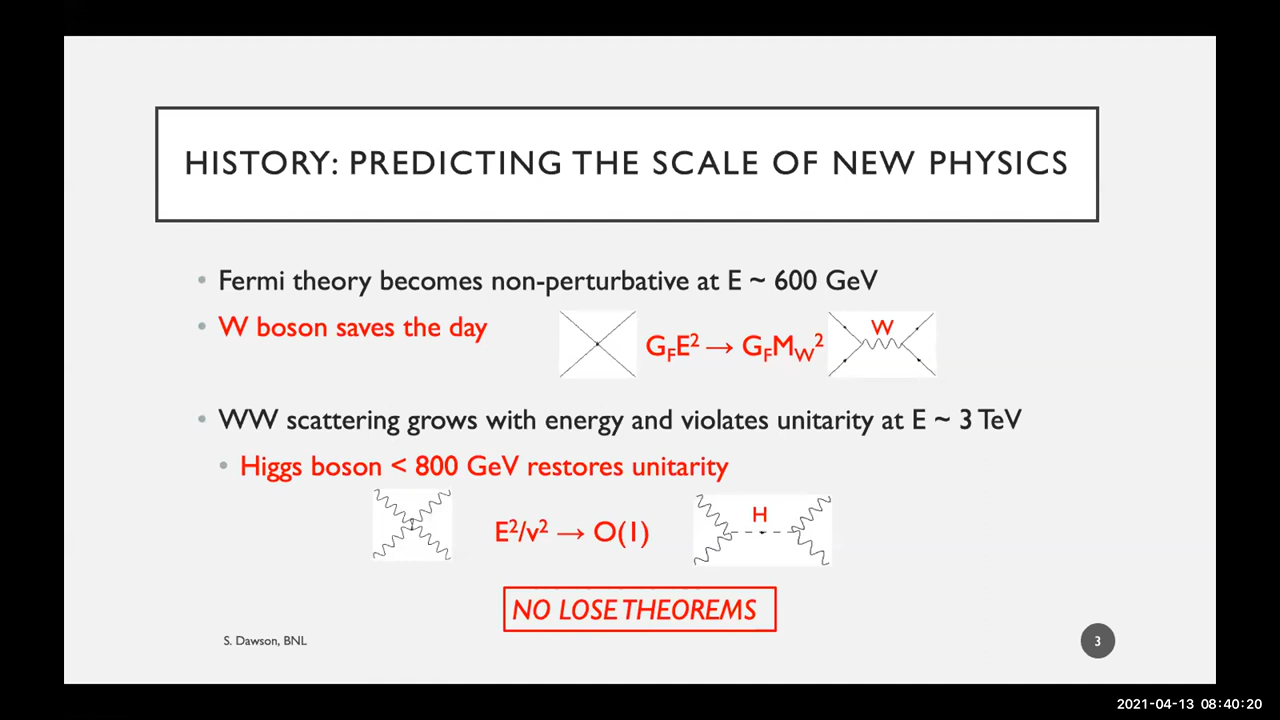 HISTORY: PREDICTING THE SCALE OF NEW PHYSICS
• Fermi theory becomes non-perturbative at E ~ 600 GeV
• W boson saves the day
G_FE² → G_FM_W²
W
• WW scattering grows with energy and violates unitarity at E ~ 3 TeV
• Higgs boson < 800 GeV restores unitarity
E²/v² → O(1)
H
NO LOSE THEOREMS
S. Dawson, BNL
3
2021-04-13 08:40:20